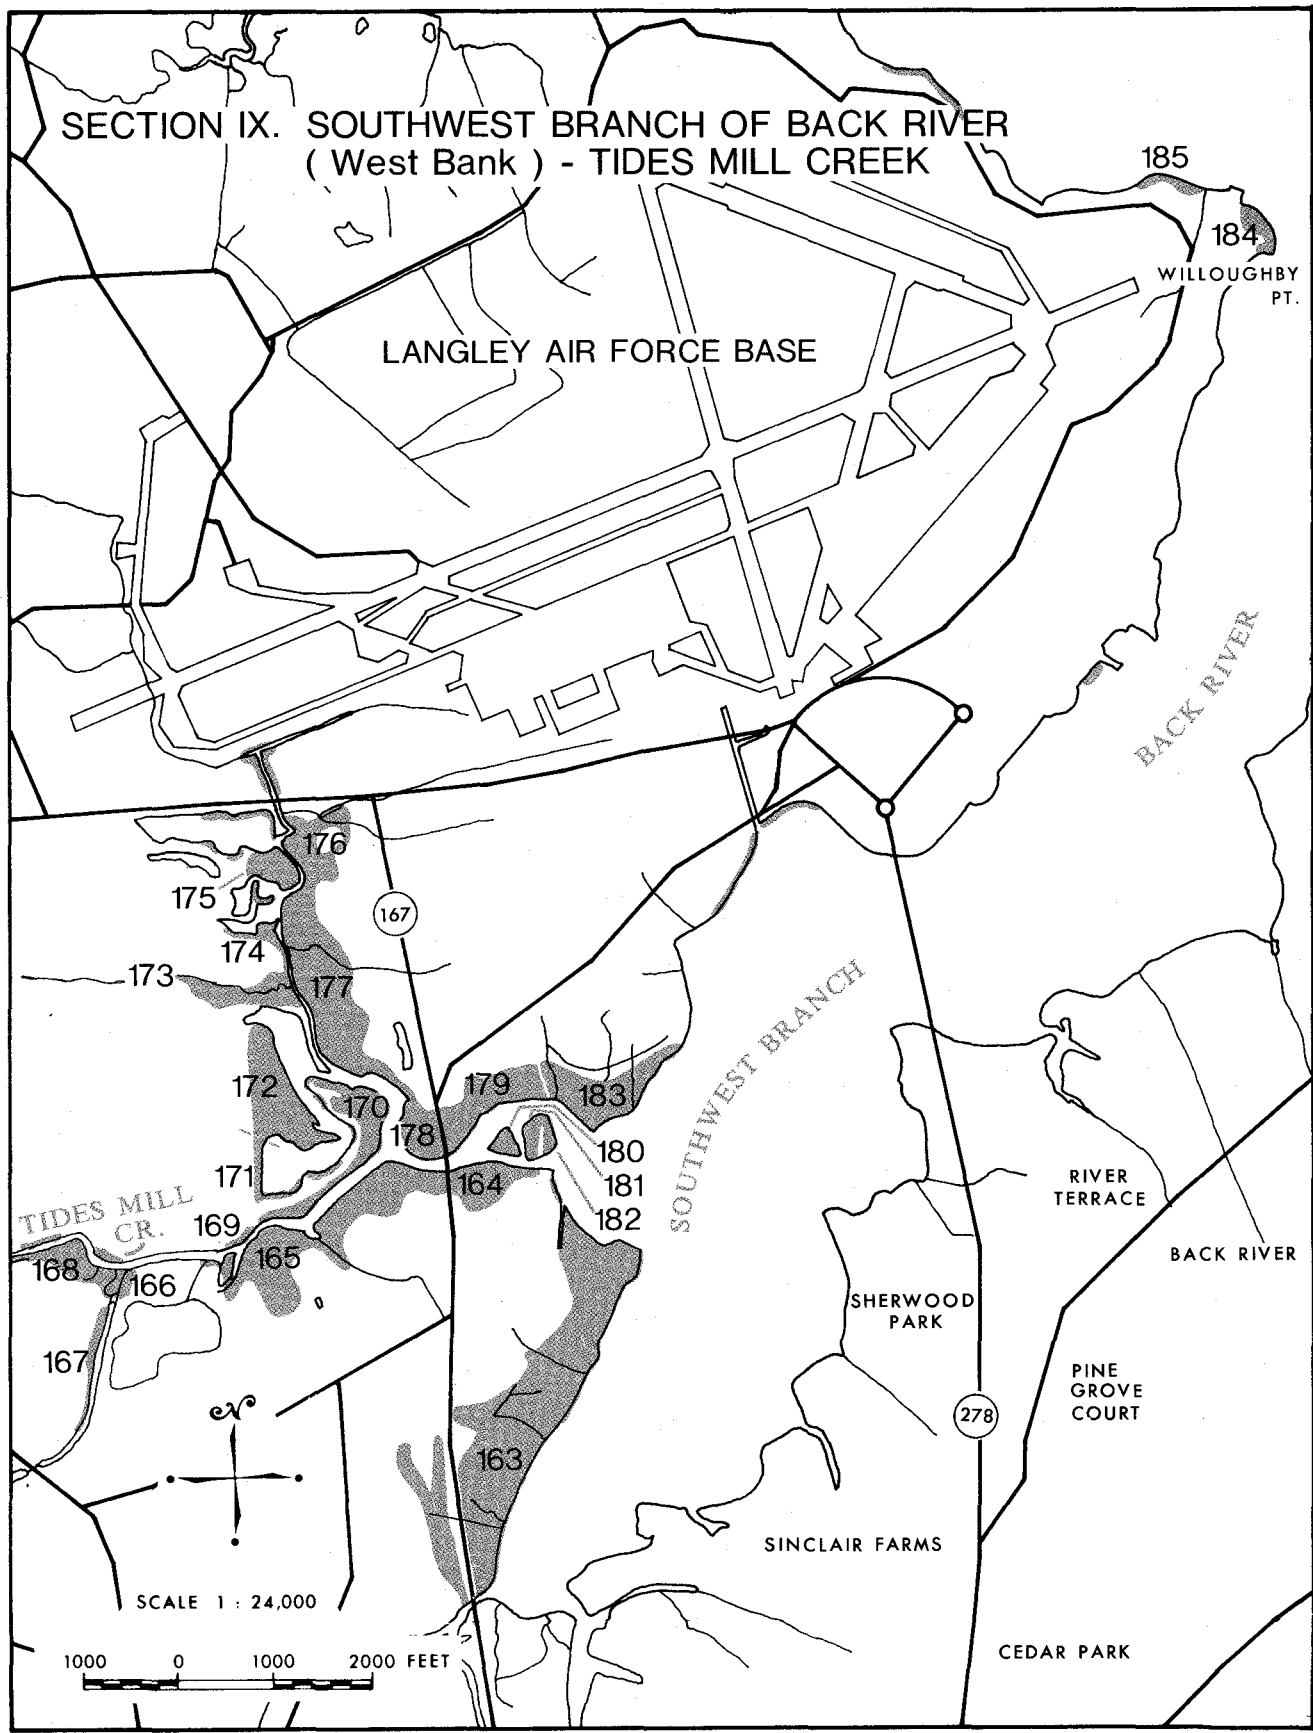 SECTION IX. SOUTHWEST BRANCH OF BACK RIVER
( West Bank ) - TIDES MILL CREEK
185
184
WILLOUGHBY
PT.
LANGLEY AIR FORCE BASE
BACK RIVER
176
175
167
174
173
177
SOUTHWEST BRANCH
172
170
179
183
178
180
171
164
181
182
TIDES MILL
CR.
169
165
168
166
RIVER
TERRACE
BACK RIVER
SHERWOOD
PARK
167
PINE
GROVE
COURT
278
N
163
SINCLAIR FARMS
SCALE 1 : 24,000
CEDAR PARK
1000 0 1000 2000 FEET